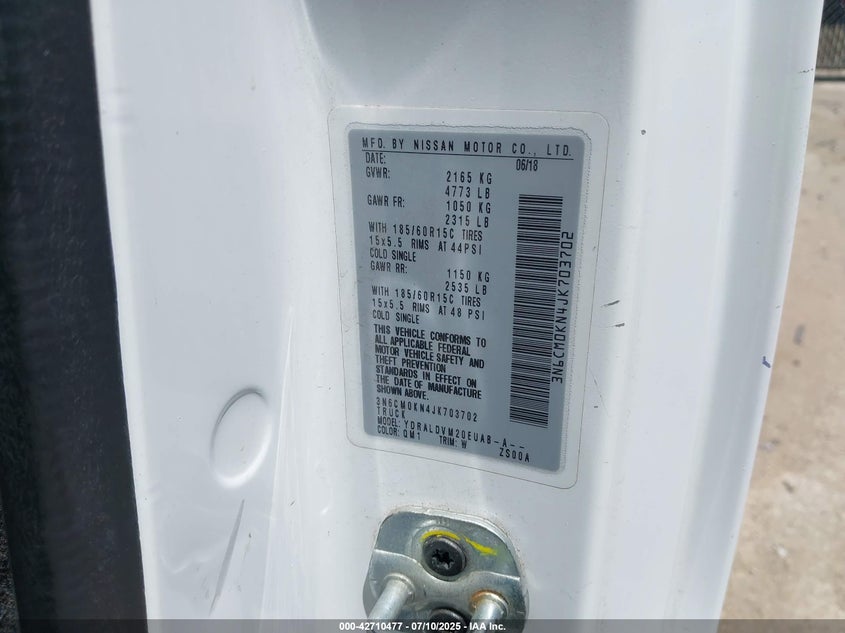 MFD. BY NISSAN MOTOR CO., LTD.
DATE: 06/18
GVWR: 2165 KG
4773 LB
GAWR FR: 1050 KG
2315 LB
WITH 185/60R15C TIRES
15x5.5 RIMS AT 44PSI
COLD SINGLE
GAWR RR: 1150 KG
2535 LB
WITH 185/60R15C TIRES
15x5.5 RIMS AT 48 PSI
COLD SINGLE
THIS VEHICLE CONFORMS TO
ALL APPLICABLE FEDERAL
MOTOR VEHICLE SAFETY AND
THEFT PREVENTION
STANDARDS IN EFFECT ON
THE DATE OF MANUFACTURE
SHOWN ABOVE.
3N6CM0KN4JK703702
TRUCK
MODEL: YDRALDVM20EUAB-A--
COLOR: QM1 TRIM: W ZS00A
3N6CM0KN4JK703702
000-42710477 - 07/10/2025 - IAA Inc.